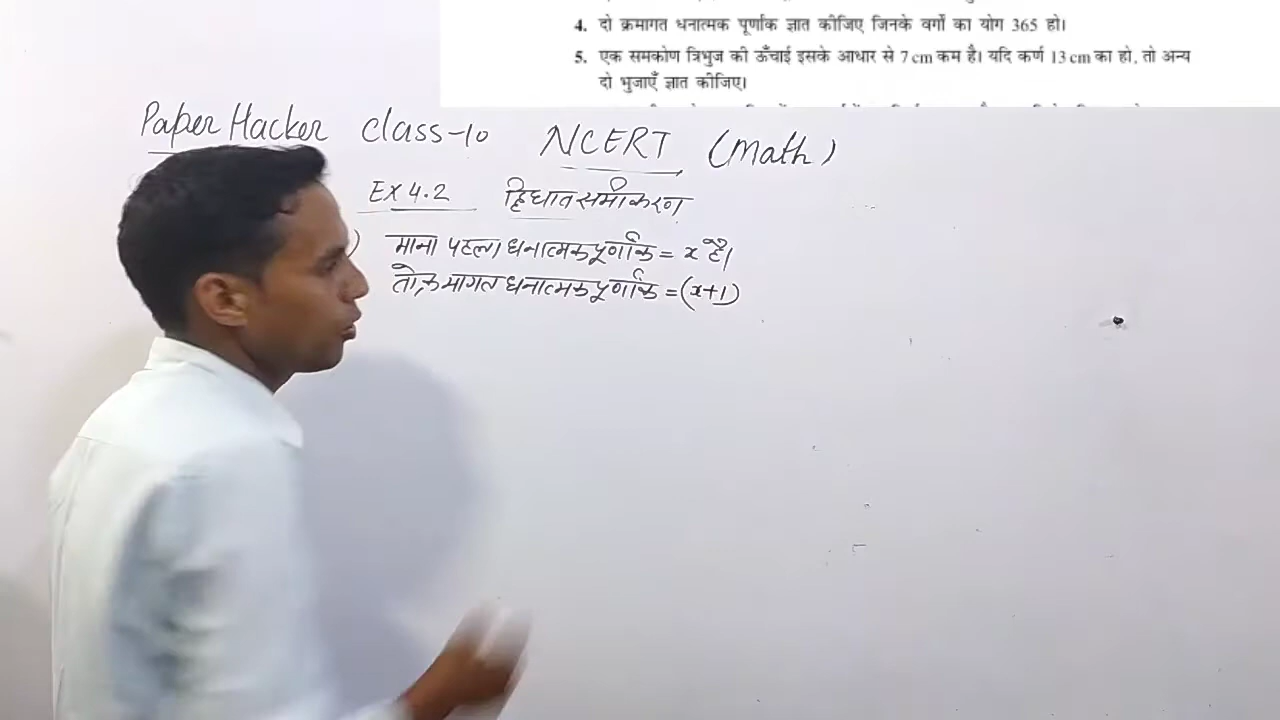 4. दो क्रमागत धनात्मक पूर्णांक ज्ञात कीजिए जिनके वर्गों का योग 365 हो।
5. एक समकोण त्रिभुज की ऊँचाई इसके आधार से 7 cm कम है। यदि कर्ण 13 cm का हो, तो अन्य
दो भुजाएँ ज्ञात कीजिए।
Paper Hacker class-10 NCERT (Math)
Ex 4.2 द्विघात समीकरण
) माना पहला धनात्मक पूर्णांक = x है।
तो क्रमागत धनात्मक पूर्णांक = (x+1)